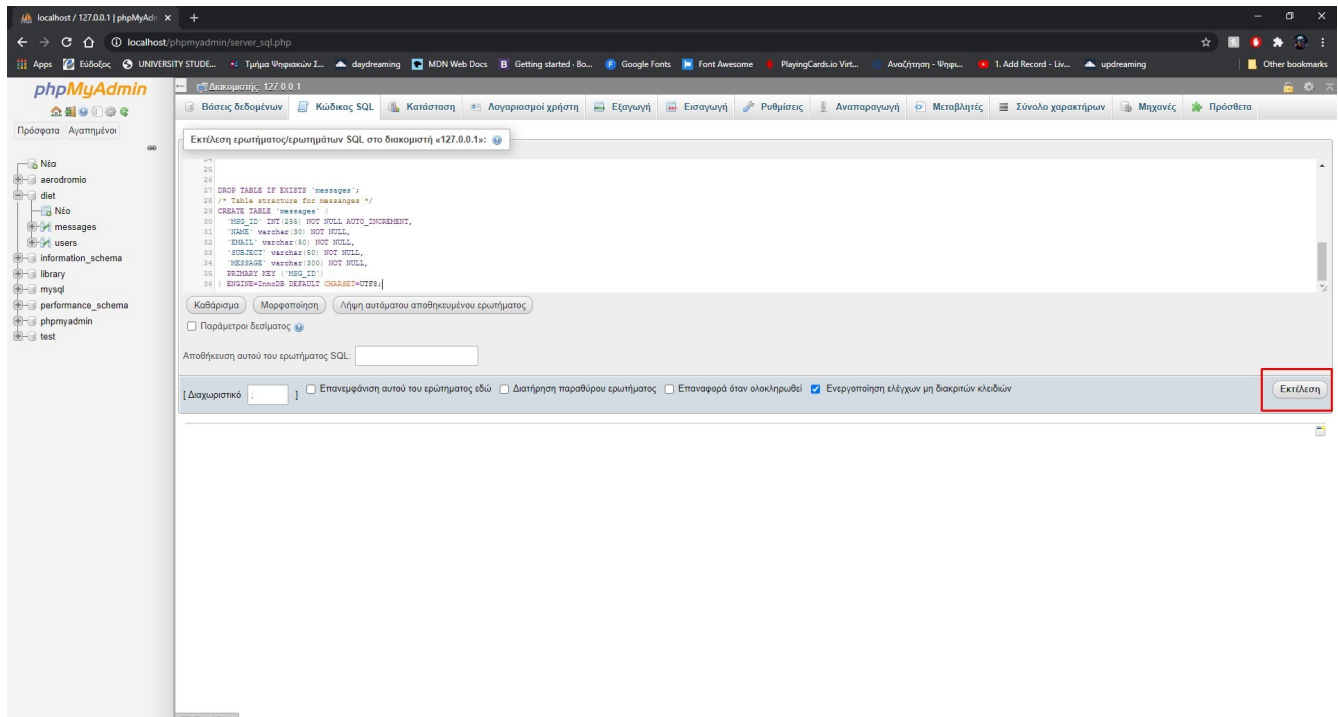 localhost / 127.0.0.1 | phpMyAdm
localhost/phpmyadmin/server_sql.php
Apps Εύδοξος UNIVERSITY STUDE... Τμήμα Ψηφιακών Σ... daydreaming MDN Web Docs Getting started · Bo... Google Fonts Font Awesome PlayingCards.io Virt... Αναζήτηση - Ψηφι... 1. Add Record - Liv... updreaming Other bookmarks
phpMyAdmin
Πρόσφατα Αγαπημένοι
Νέα
aerodromio
diet
Νέο
messages
users
information_schema
library
mysql
performance_schema
phpmyadmin
test
Διακομιστής: 127.0.0.1
Βάσεις δεδομένων Κώδικας SQL Κατάσταση Λογαριασμοί χρήστη Εξαγωγή Εισαγωγή Ρυθμίσεις Αναπαραγωγή Μεταβλητές Σύνολο χαρακτήρων Μηχανές Πρόσθετα
Εκτέλεση ερωτήματος/ερωτημάτων SQL στο διακομιστή «127.0.0.1»:
24
25
26
27 DROP TABLE IF EXISTS `messages`;
28 /* Table stracture for messanges */
29 CREATE TABLE `messages` (
30 `MSG_ID` INT(255) NOT NULL AUTO_INCREMENT,
31 `NAME` varchar(30) NOT NULL,
32 `EMAIL` varchar(50) NOT NULL,
33 `SUBJECT` varchar(50) NOT NULL,
34 `MESSAGE` varchar(300) NOT NULL,
35 PRIMARY KEY (`MSG_ID`)
36 ) ENGINE=InnoDB DEFAULT CHARSET=UTF8;
Καθάρισμα Μορφοποίηση Λήψη αυτόματου αποθηκευμένου ερωτήματος
Παράμετροι δεσίματος
Αποθήκευση αυτού του ερωτήματος SQL:
[ Διαχωριστικό ; ] Επανεμφάνιση αυτού του ερώτηματος εδώ Διατήρηση παραθύρου ερωτήματος Επαναφορά όταν ολοκληρωθεί Ενεργοποίηση ελέγχων μη διακριτών κλειδιών Εκτέλεση